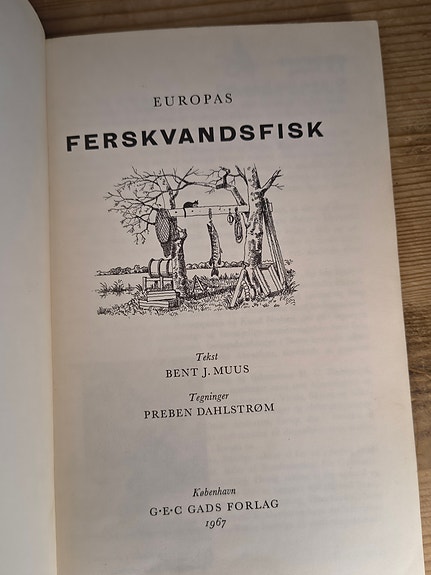 EUROPAS
FERSKVANDSFISK
Tekst
BENT J. MUUS
Tegninger
PREBEN DAHLSTRØM
København
G·E·C GADS FORLAG
1967